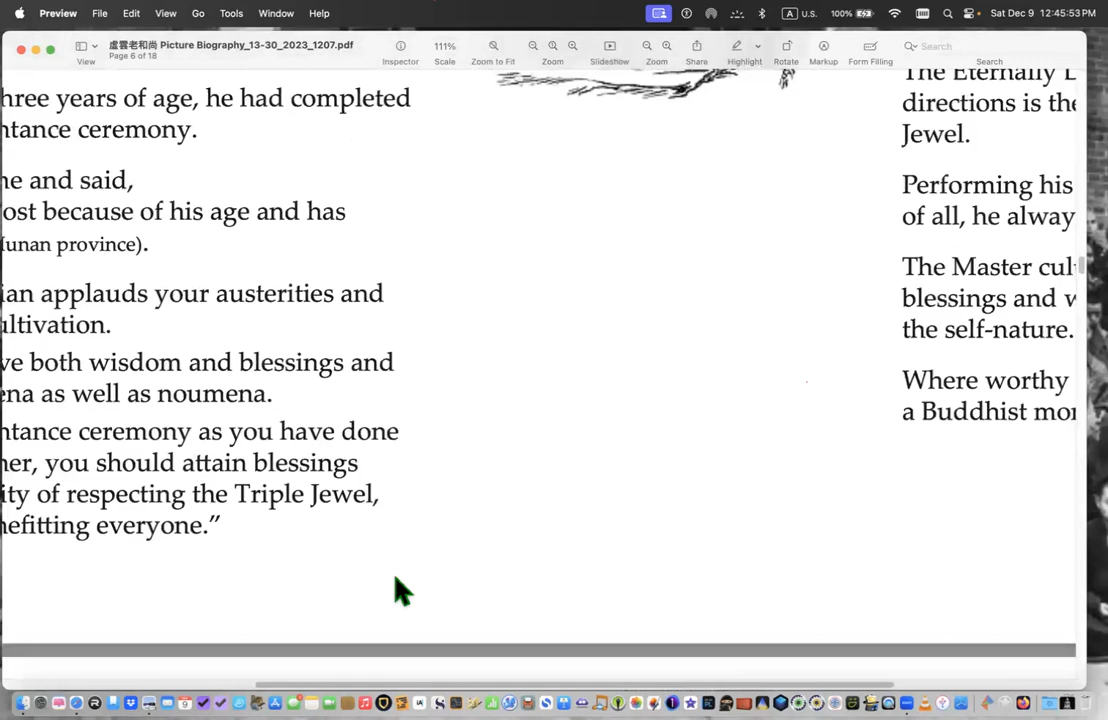 Preview File Edit View Go Tools Window Help
U.S. 100% Sat Dec 9 12:45:53 PM
虛雲老和尚 Picture Biography_13-30_2023_1207.pdf
Page 6 of 18
111%
Search
View Inspector Scale Zoom to Fit Zoom Slideshow Zoom Share Highlight Rotate Markup Form Filling Search
hree years of age, he had completed
ntance ceremony.
ne and said,
ost because of his age and has
unan province).
ian applauds your austerities and
ultivation.
ve both wisdom and blessings and
ena as well as noumena.
ntance ceremony as you have done
ner, you should attain blessings
ity of respecting the Triple Jewel,
nefitting everyone.”
The Eternally
directions is the
Jewel.
Performing his
of all, he alway
The Master cul
blessings and
the self-nature.
Where worthy
a Buddhist mon